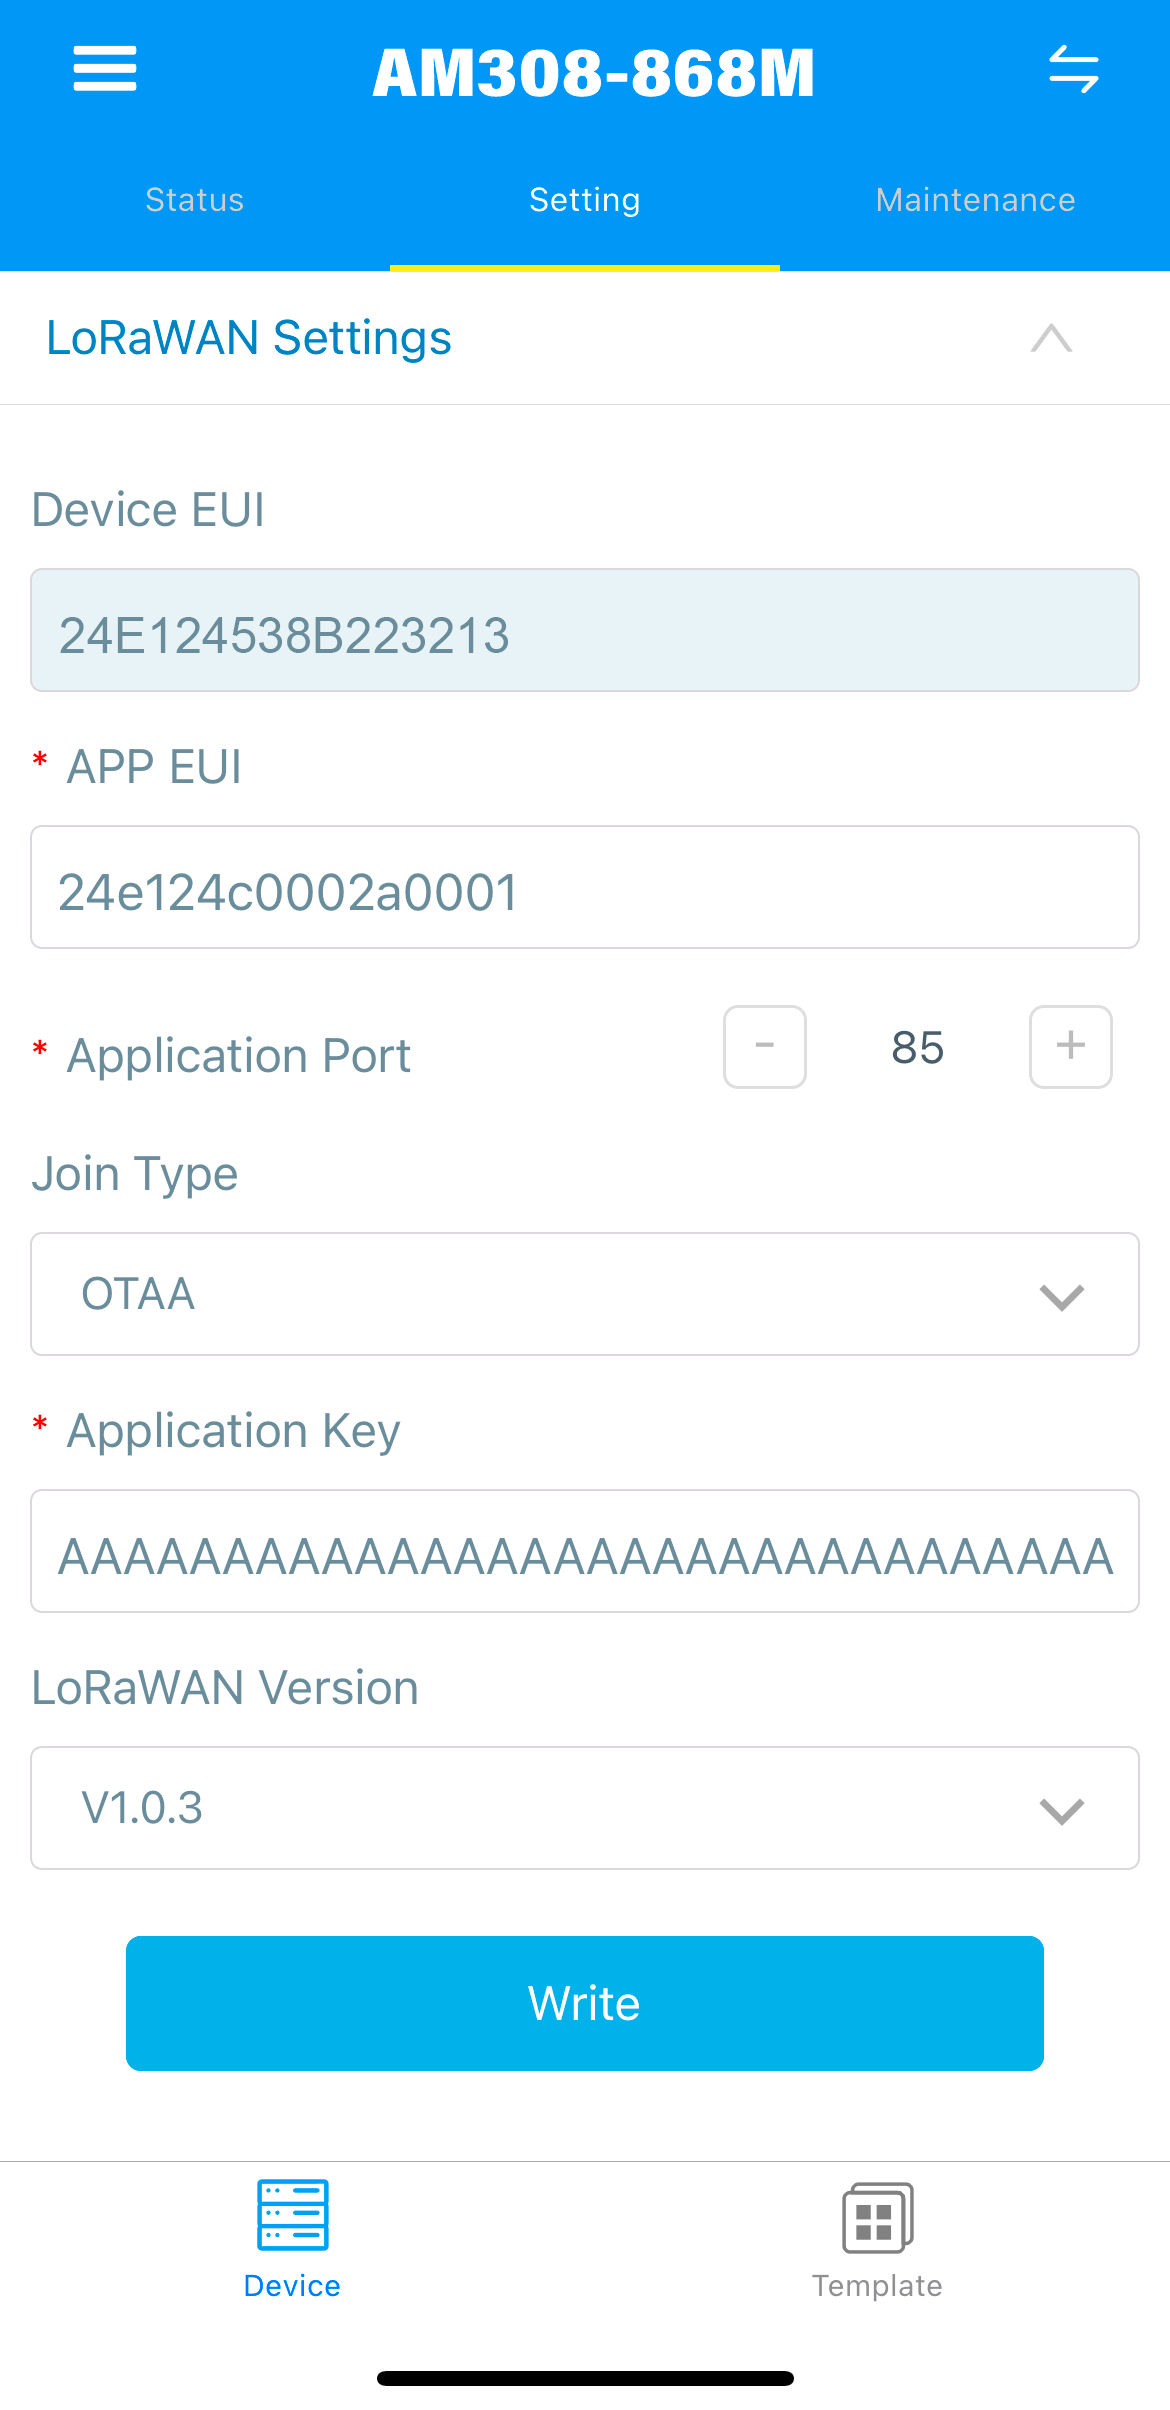 AM308-868M
Status Setting Maintenance
LoRaWAN Settings
Device EUI
24E124538B223213
* APP EUI
24e124c0002a0001
* Application Port - 85 +
Join Type
OTAA
* Application Key
AAAAAAAAAAAAAAAAAAAAAAAAAAAAAAAA
LoRaWAN Version
V1.0.3
Write
Device Template